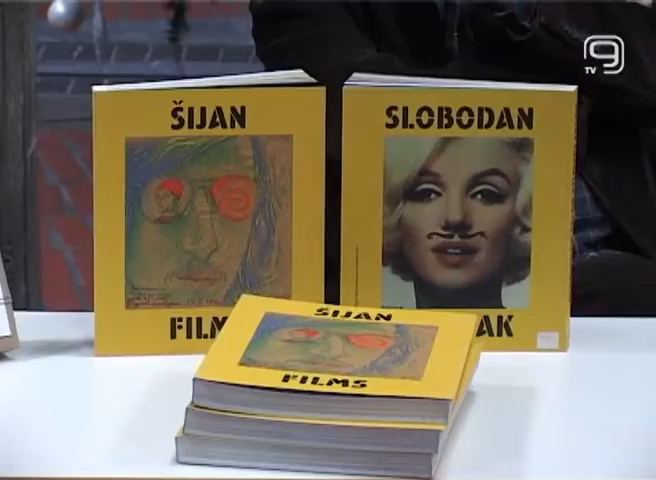 9
TV
ŠIJAN
FILM
SLOBODAN
AK
ŠIJAN
FILMS